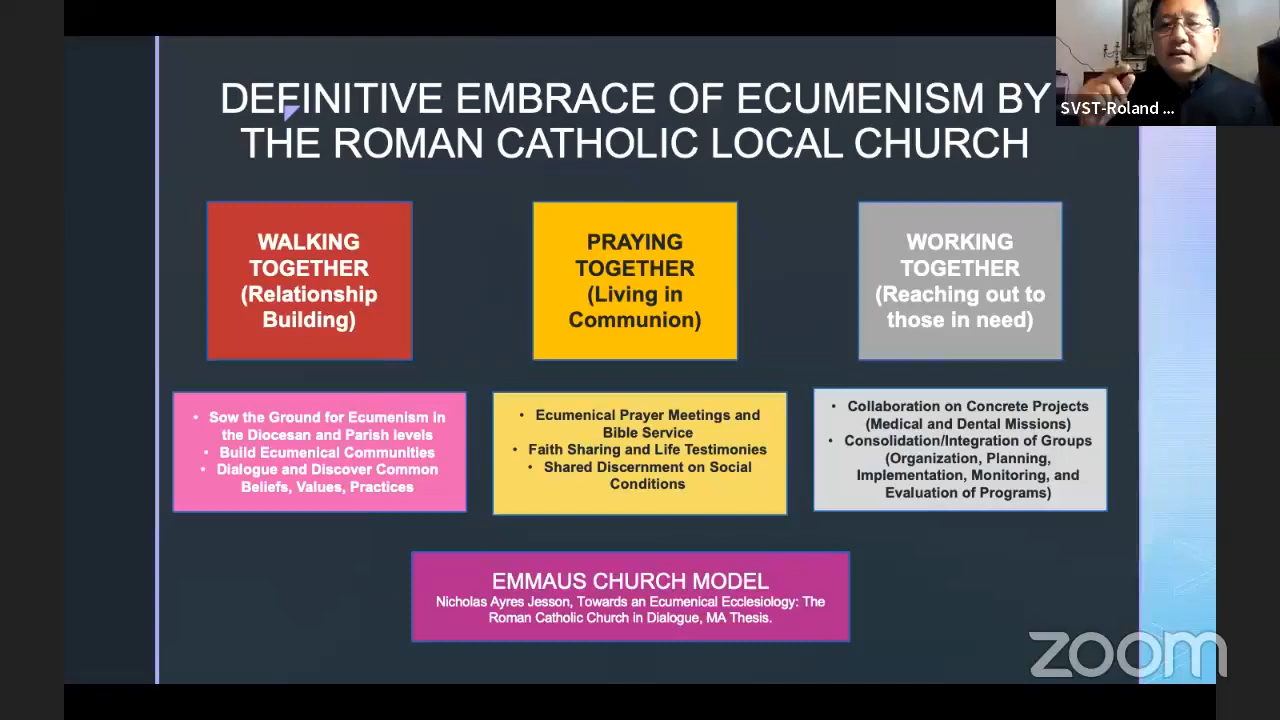 DEFINITIVE EMBRACE OF ECUMENISM BY
THE ROMAN CATHOLIC LOCAL CHURCH
SVST-Roland ...
WALKING
TOGETHER
(Relationship
Building)
PRAYING
TOGETHER
(Living in
Communion)
WORKING
TOGETHER
(Reaching out to
those in need)
• Sow the Ground for Ecumenism in
the Diocesan and Parish levels
• Build Ecumenical Communities
• Dialogue and Discover Common
Beliefs, Values, Practices
• Ecumenical Prayer Meetings and
Bible Service
• Faith Sharing and Life Testimonies
• Shared Discernment on Social
Conditions
• Collaboration on Concrete Projects
(Medical and Dental Missions)
• Consolidation/Integration of Groups
(Organization, Planning,
Implementation, Monitoring, and
Evaluation of Programs)
EMMAUS CHURCH MODEL
Nicholas Ayres Jesson, Towards an Ecumenical Ecclesiology: The
Roman Catholic Church in Dialogue, MA Thesis.
zoom